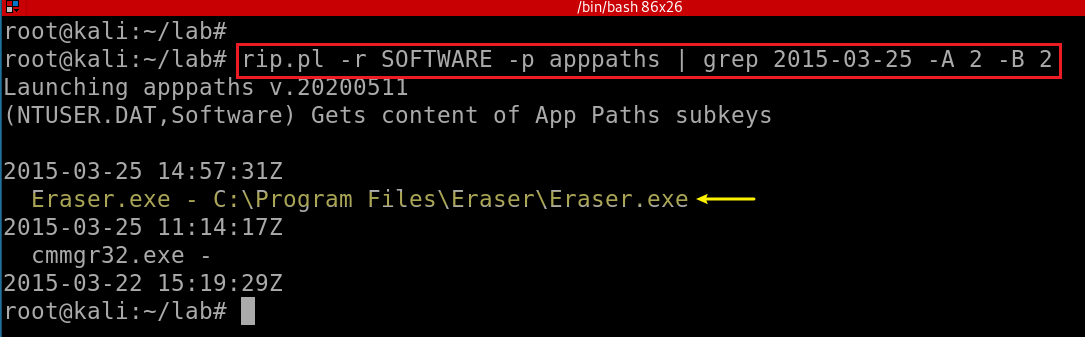 /bin/bash 86x26
root@kali:~/lab#
root@kali:~/lab# rip.pl -r SOFTWARE -p apppaths | grep 2015-03-25 -A 2 -B 2
Launching apppaths v.20200511
(NTUSER.DAT,Software) Gets content of App Paths subkeys
2015-03-25 14:57:31Z
Eraser.exe - C:\Program Files\Eraser\Eraser.exe
2015-03-25 11:14:17Z
cmmgr32.exe -
2015-03-22 15:19:29Z
root@kali:~/lab#